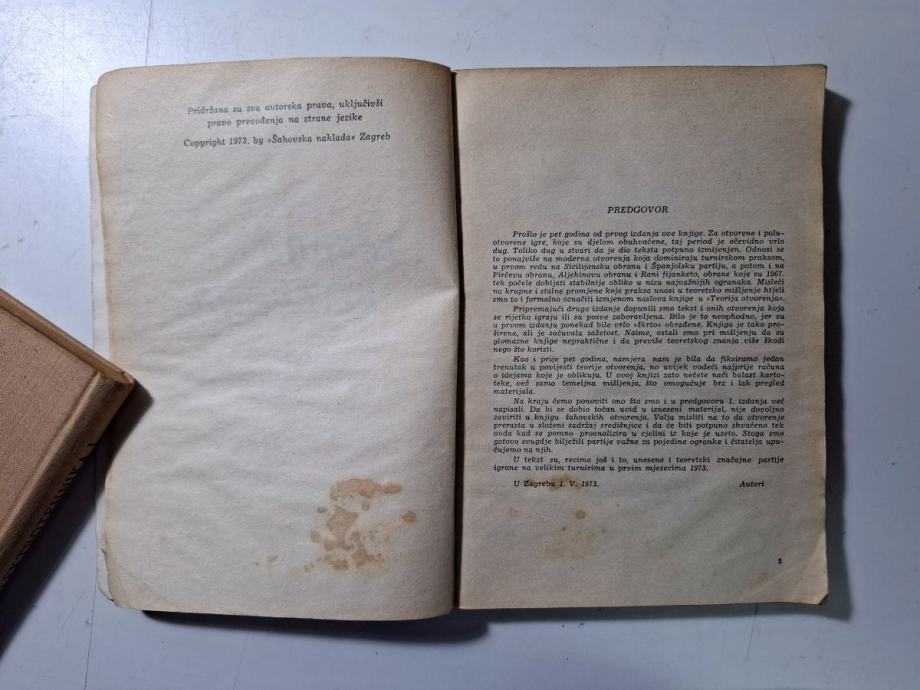 Pridržana su sva autorska prava, uključivši
pravo prevođenja na strane jezike
Copyright 1973. by »Šahovska naklada« Zagreb
PREDGOVOR
Prošlo je pet godina od prvog izdanja ove knjige. Za otvorene i polu-
otvorene igre, koje su djelom obuhvaćene, taj period je očevidno vrlo
dug. Toliko dug u stvari da je dio teksta potpuno izmijenjen. Odnosi se
to ponajviše na moderna otvorenja koja dominiraju turnirskom praksom,
u prvom redu na Sicilijansku obranu i Španjolsku partiju, a potom i na
Pirčevu obranu, Aljehinovu obranu i Rani fijanketo, obrane koje su 1967.
tek počele dobijati stabilnije oblike u nizu najvažnijih ogranaka. Misleći
na krupne i stalne promjene koje praksa unosi u teoretsko mišljenje htjeli
smo to i formalno označiti izmjenom naslova knjige u »Teorija otvorenja«.
Pripremajući drugo izdanje dopunili smo tekst i onih otvorenja koja
se rijetko igraju ili su posve zaboravljena. Bilo je to neophodno, jer su
u prvom izdanju ponekad bile vrlo »škrto« obrađene. Knjiga je tako pro-
širena, ali je sačuvala sažetost. Naime, ostali smo pri mišljenju da su
glomazne knjige nepraktične i da previše teoretskog znanja više škodi
nego što koristi.
Kao i prije pet godina, namjera nam je bila da fiksiramo jedan
trenutak u povijesti teorije otvorenja, no uvijek vodeći najprije računa
o idejama koje je oblikuju. U ovoj knjizi zato nećete naći balast karto-
teke, već samo temeljna mišljenja, što omogućuje brz i lak pregled
materijala.
Na kraju ćemo ponoviti ono što smo i u predgovoru 1. izdanja već
napisali. Da bi se dobio točan uvid u izneseni materijal, nije dovoljno
zaviriti u knjigu šahovskih otvorenja. Valja misliti na to da otvorenje
prerasta u složeni sadržaj središnjice i da će biti potpuno shvaćeno tek
onda kad se pomno proanalizira u cjelini iz koje je uzeto. Stoga smo
gotovo svugdje bilježili partije važne za pojedine ogranke i čitatelja upu-
ćujemo na njih.
U tekst su, recimo još i to, unesene i teoretski značajne partije
igrane na velikim turnirima u prvim mjesecima 1973.
U Zagrebu 1. V. 1973.
Autori
5